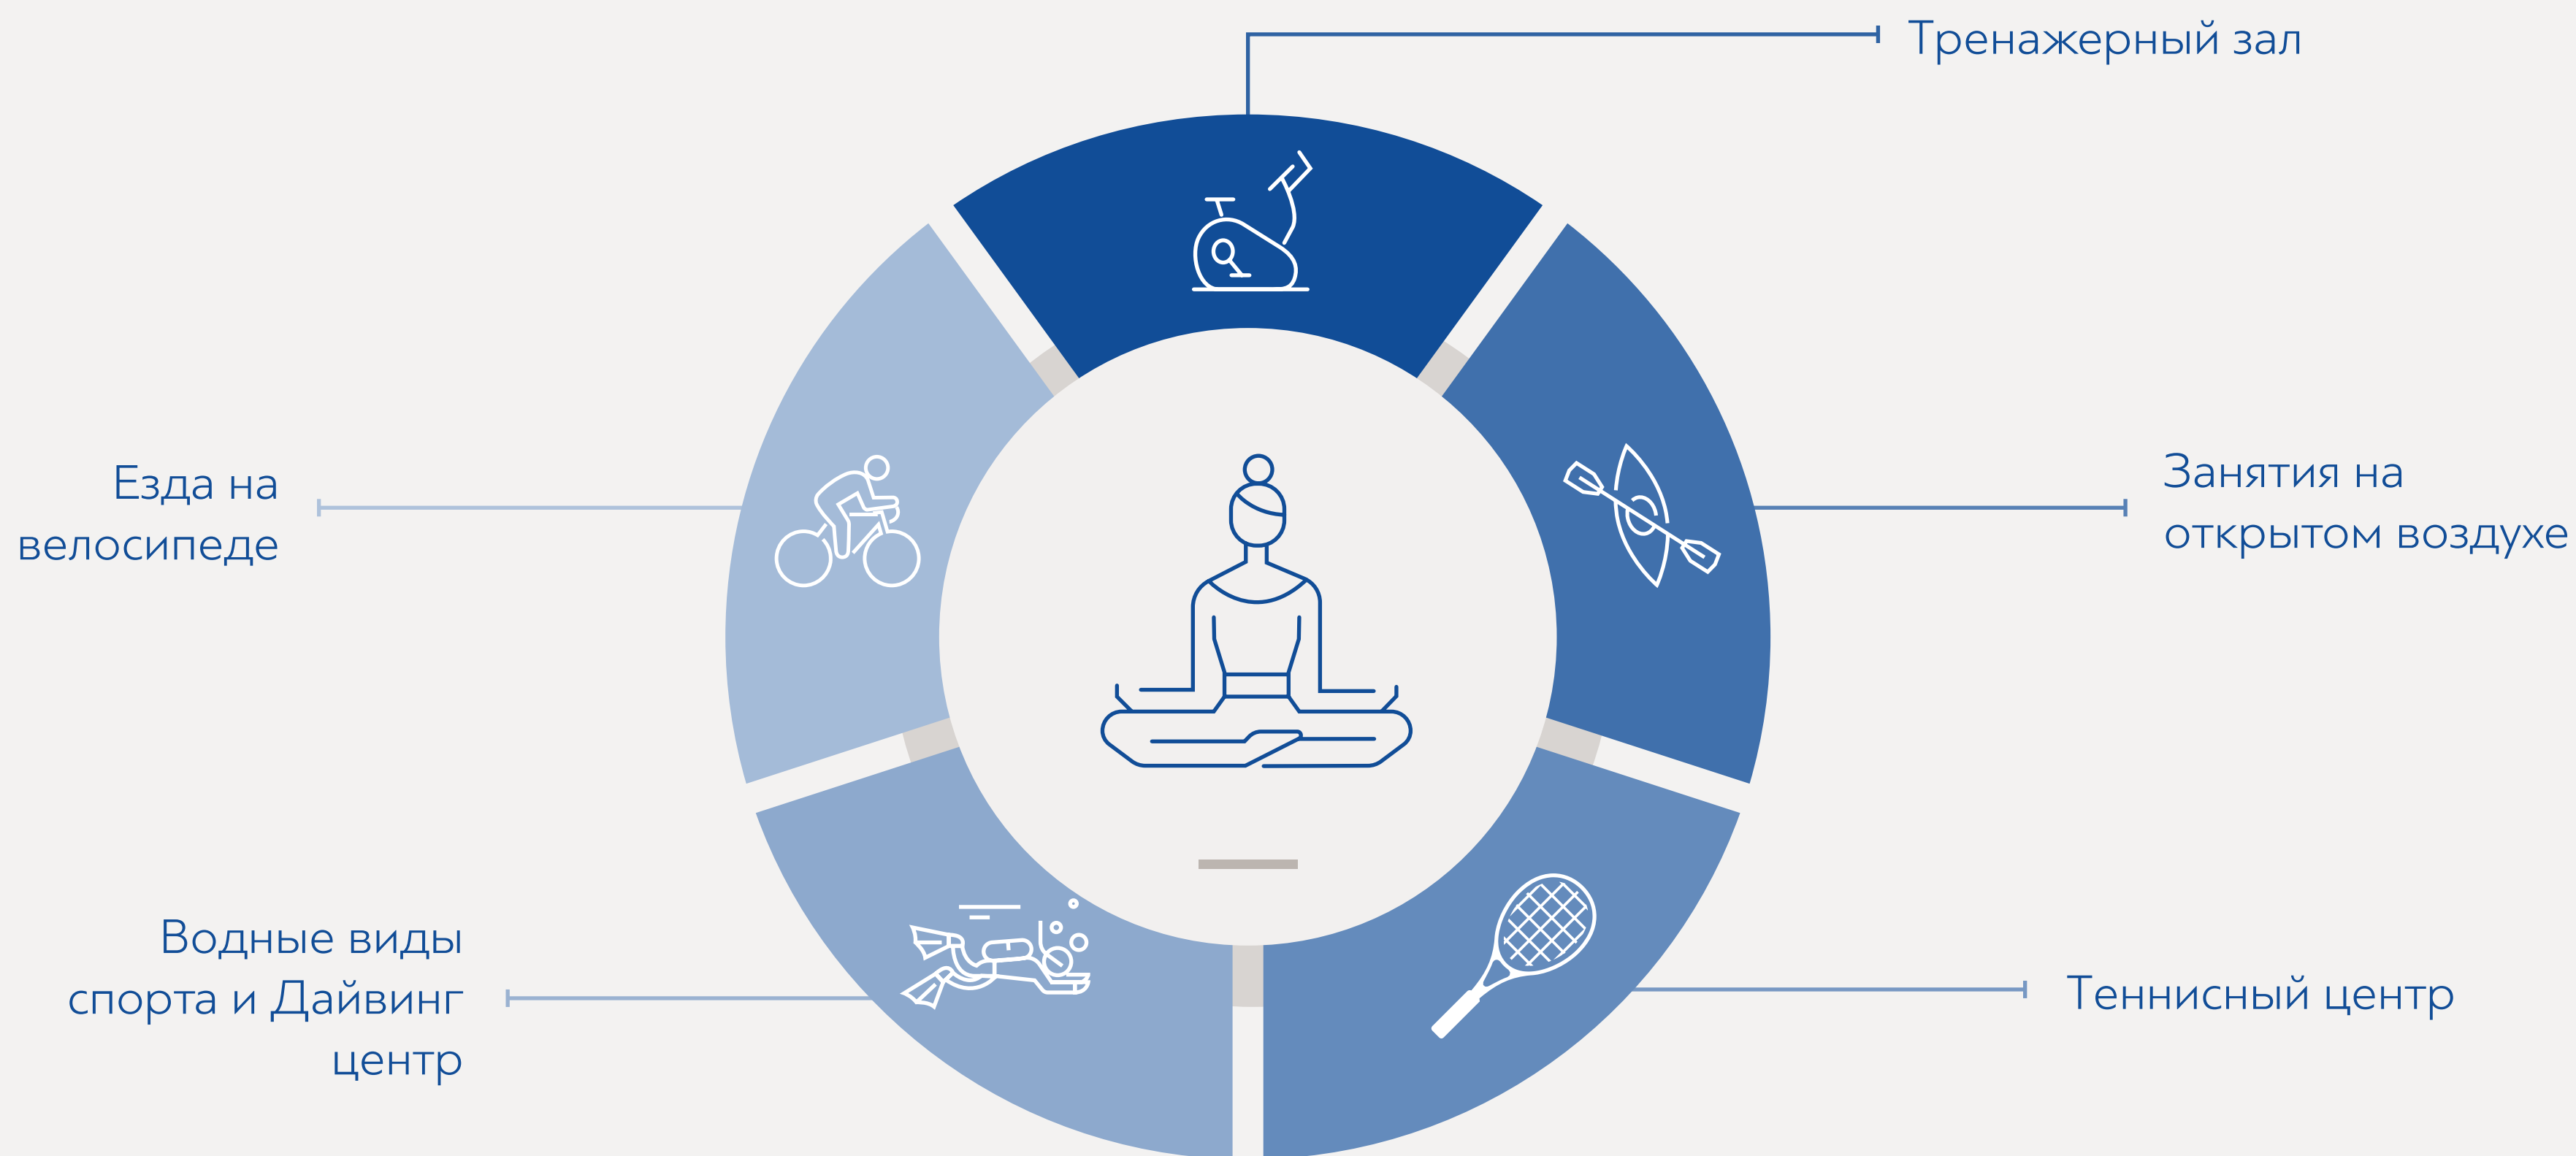 Тренажерный зал
Занятия на
открытом воздухе
Теннисный центр
Водные виды
спорта и Дайвинг
центр
Езда на
велосипеде